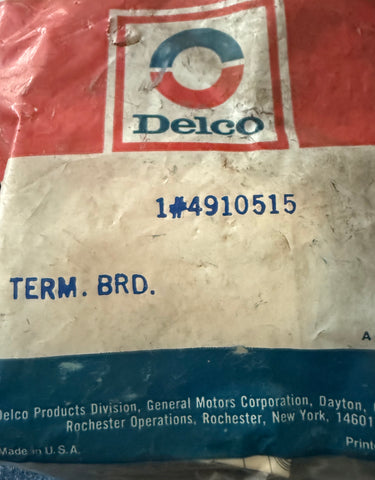 Delco
1#4910515
TERM. BRD.
A
Delco Products Division, General Motors Corporation, Dayton,
Rochester Operations, Rochester, New York, 14601
Made in U.S.A.